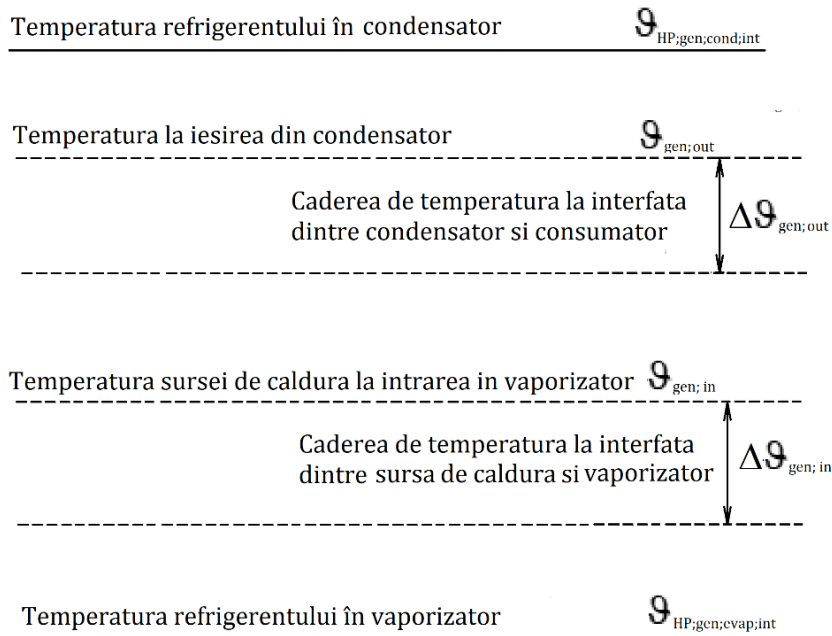 Temperatura refrigerentului în condensator ϑHP;gen;cond;int
Temperatura la iesirea din condensator ϑgen;out
Caderea de temperatura la interfata
dintre condensator si consumator
Δϑgen;out
Temperatura sursei de caldura la intrarea in vaporizator ϑgen; in
Caderea de temperatura la interfata
dintre sursa de caldura si vaporizator
Δϑgen; in
Temperatura refrigerentului în vaporizator ϑHP;gen;evap;int